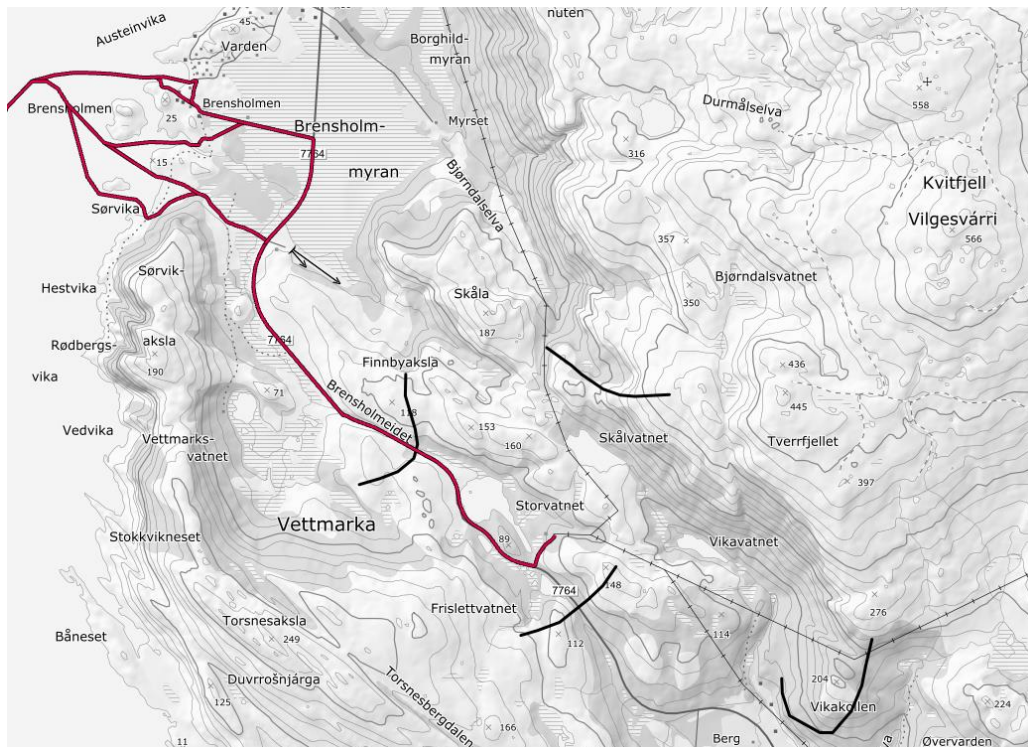 nuten
Austeinvika
45
Varden
Borghild-
myran
558
Brensholmen
Brensholmen
Durmålselva
25
Brensholm-
Myrset
316
7764
15
myran
Bjørndalselva
Kvitfjell
Vilgesvárri
Sørvika
566
357
Sørvik-
Bjørndalsvatnet
Hestvika
Skåla
350
187
aksla
7764
Rødbergs-
Finnbyaksla
436
190
vika
71
Brensholmeidet
118
445
Vedvika
153
Vettmarks-
160
Skålvatnet
Tverrfjellet
vatnet
397
Storvatnet
Vettmarka
Stokkvikneset
89
Vikavatnet
148
7764
Frislettvatnet
276
Torsnesaksla
Båneset
249
112
114
Duvrrošnjárga
204
Torsnesbergdalen
125
Vikakollen
224
166
11
Berg
Øvervarden